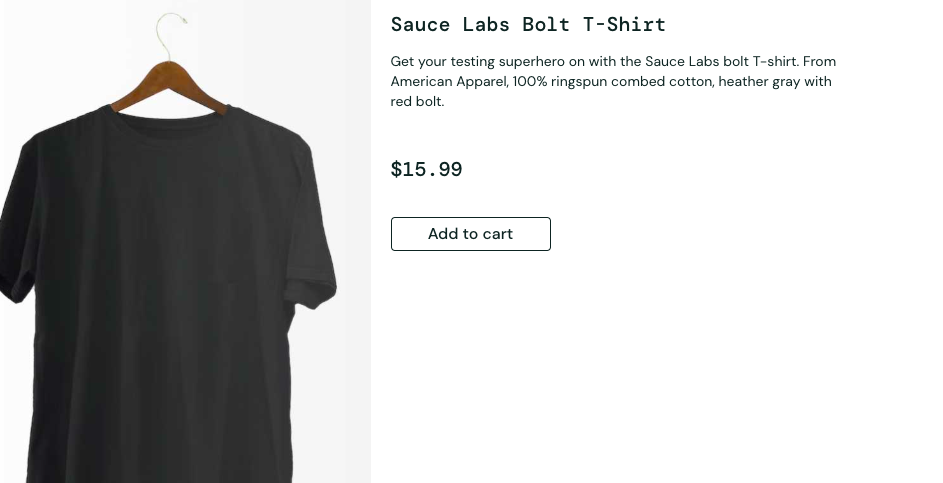 Sauce Labs Bolt T-Shirt
Get your testing superhero on with the Sauce Labs bolt T-shirt. From
American Apparel, 100% ringspun combed cotton, heather gray with
red bolt.
$15.99
Add to cart